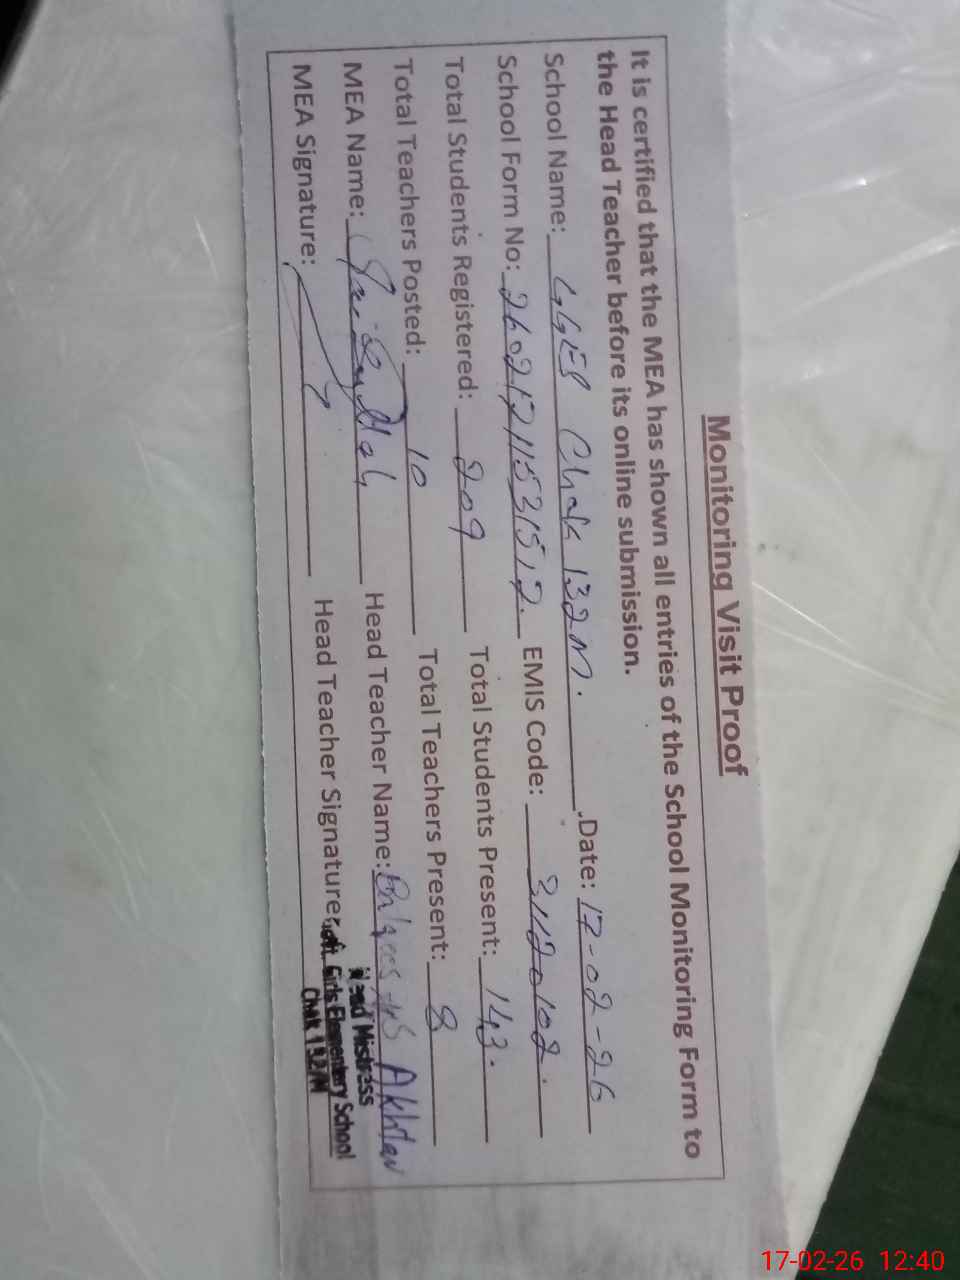 Monitoring Visit Proof
It is certified that the MEA has shown all entries of the School Monitoring Form to
the Head Teacher before its online submission.
School Name: GGES Chak 132M. Date: 17-02-26
School Form No: EMIS Code: 31120102.
Total Students Registered: 209 Total Students Present: 143.
Total Teachers Posted: 10 Total Teachers Present: 8
MEA Name: Head Teacher Name: Akhtar
MEA Signature: Head Teacher Signature:
Head Mistress
Govt. Girls Elementary School
Chak 132/M
17-02-26 12:40